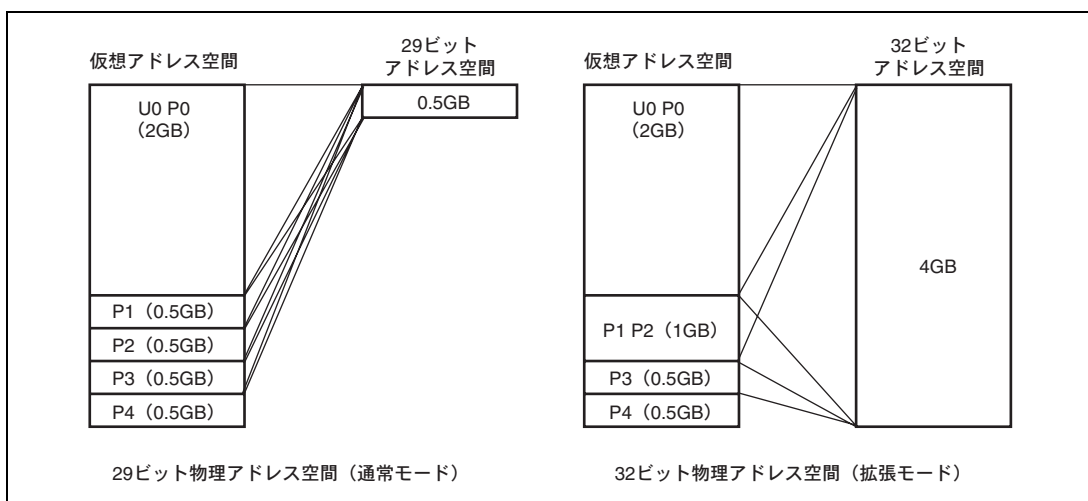 仮想アドレス空間
29ビット
アドレス空間
U0 P0
（2GB）
0.5GB
P1（0.5GB）
P2（0.5GB）
P3（0.5GB）
P4（0.5GB）
29ビット物理アドレス空間（通常モード）
仮想アドレス空間
32ビット
アドレス空間
U0 P0
（2GB）
4GB
P1 P2（1GB）
P3（0.5GB）
P4（0.5GB）
32ビット物理アドレス空間（拡張モード）